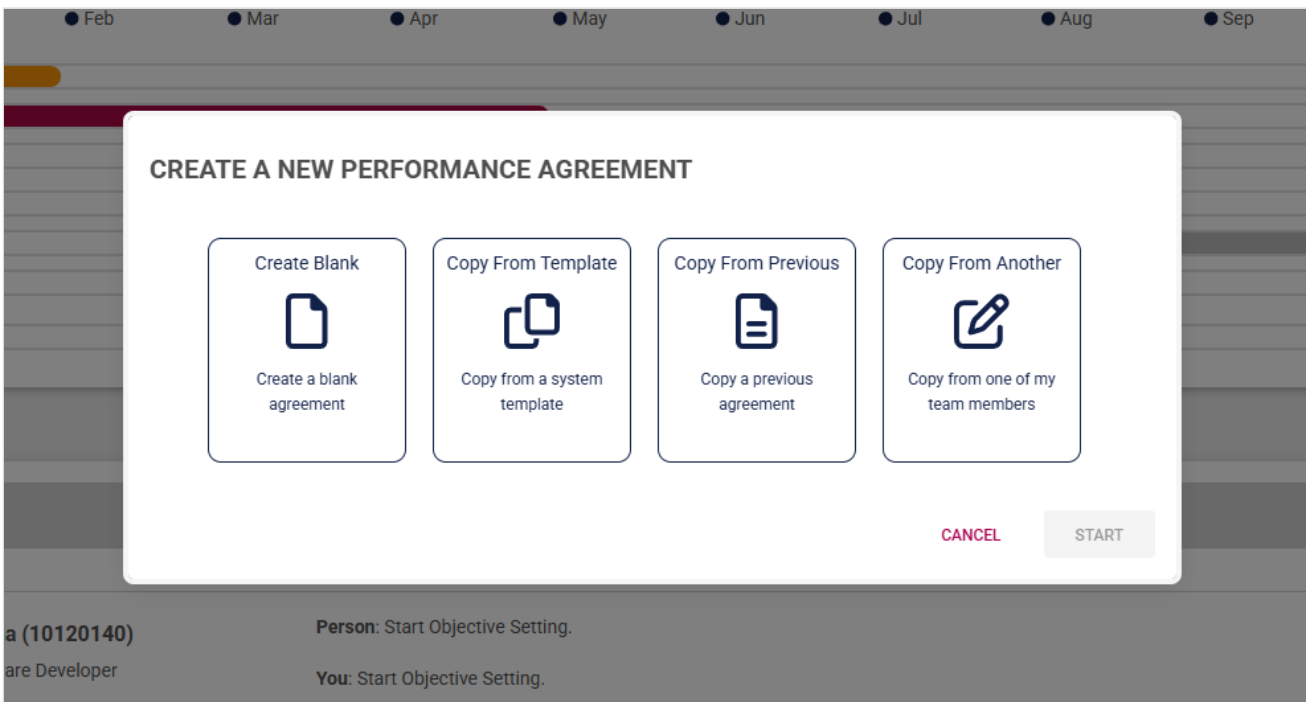 Feb Mar Apr May Jun Jul Aug Sep
CREATE A NEW PERFORMANCE AGREEMENT
Create Blank
Create a blank
agreement
Copy From Template
Copy from a system
template
Copy From Previous
Copy a previous
agreement
Copy From Another
Copy from one of my
team members
CANCEL START
a (10120140)
are Developer
Person: Start Objective Setting.
You: Start Objective Setting.